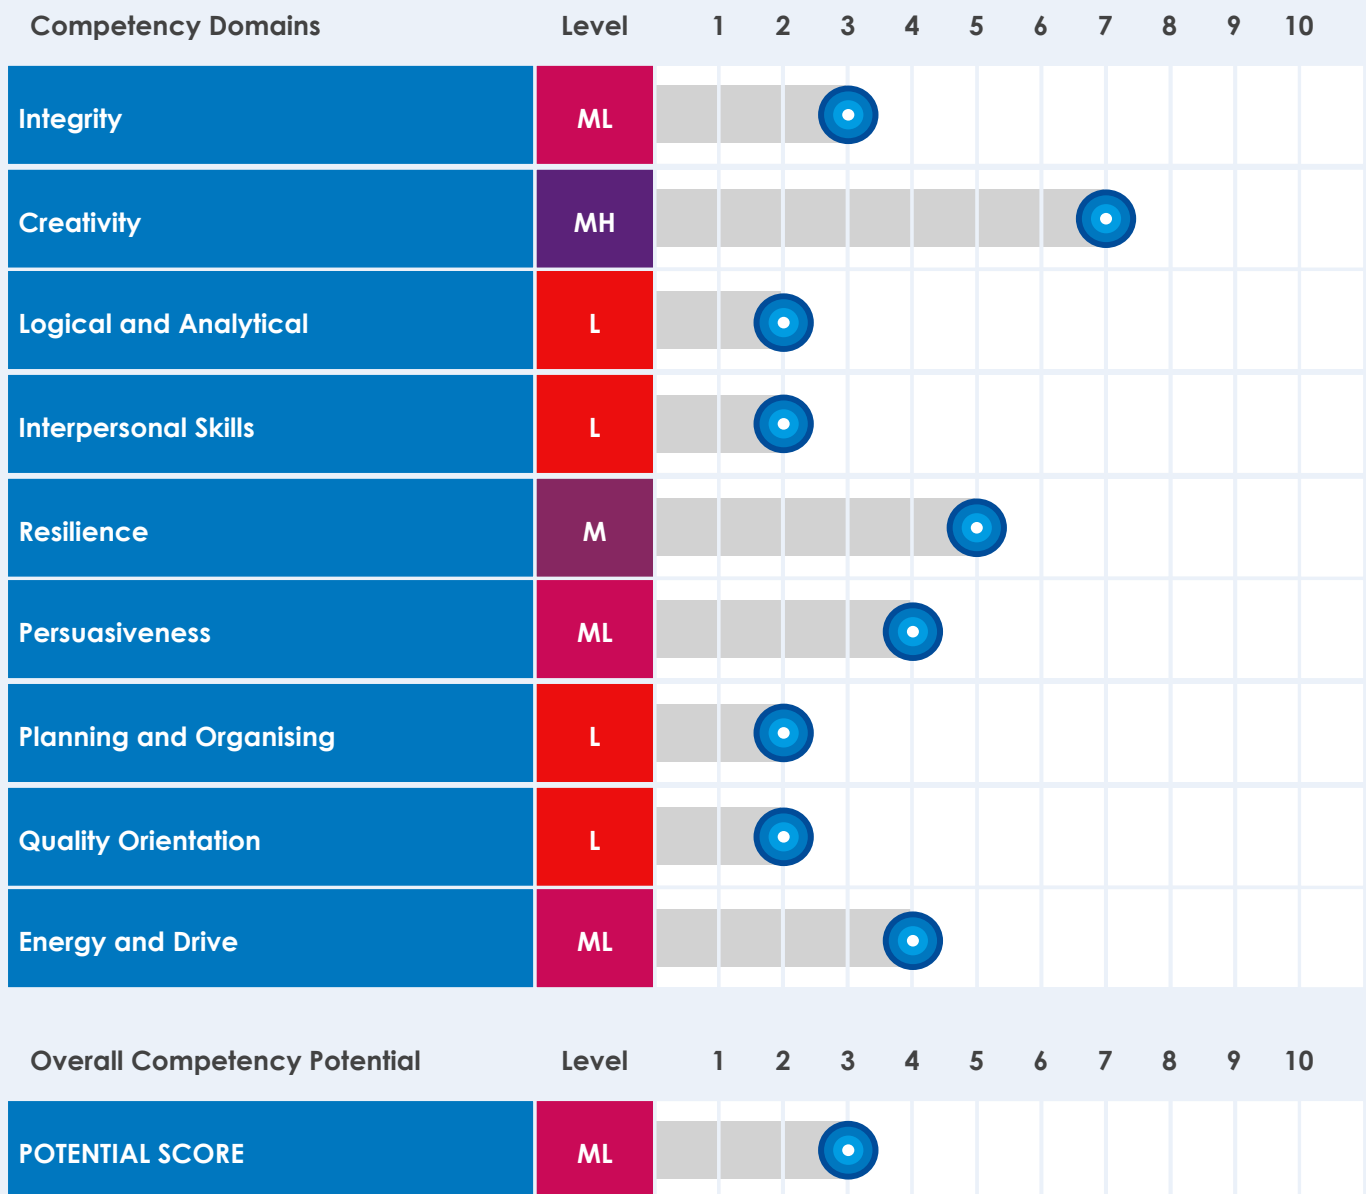 Competency Domains Level 1 2 3 4 5 6 7 8 9 10
Integrity ML
Creativity MH
Logical and Analytical L
Interpersonal Skills L
Resilience M
Persuasiveness ML
Planning and Organising L
Quality Orientation L
Energy and Drive ML
Overall Competency Potential Level 1 2 3 4 5 6 7 8 9 10
POTENTIAL SCORE ML